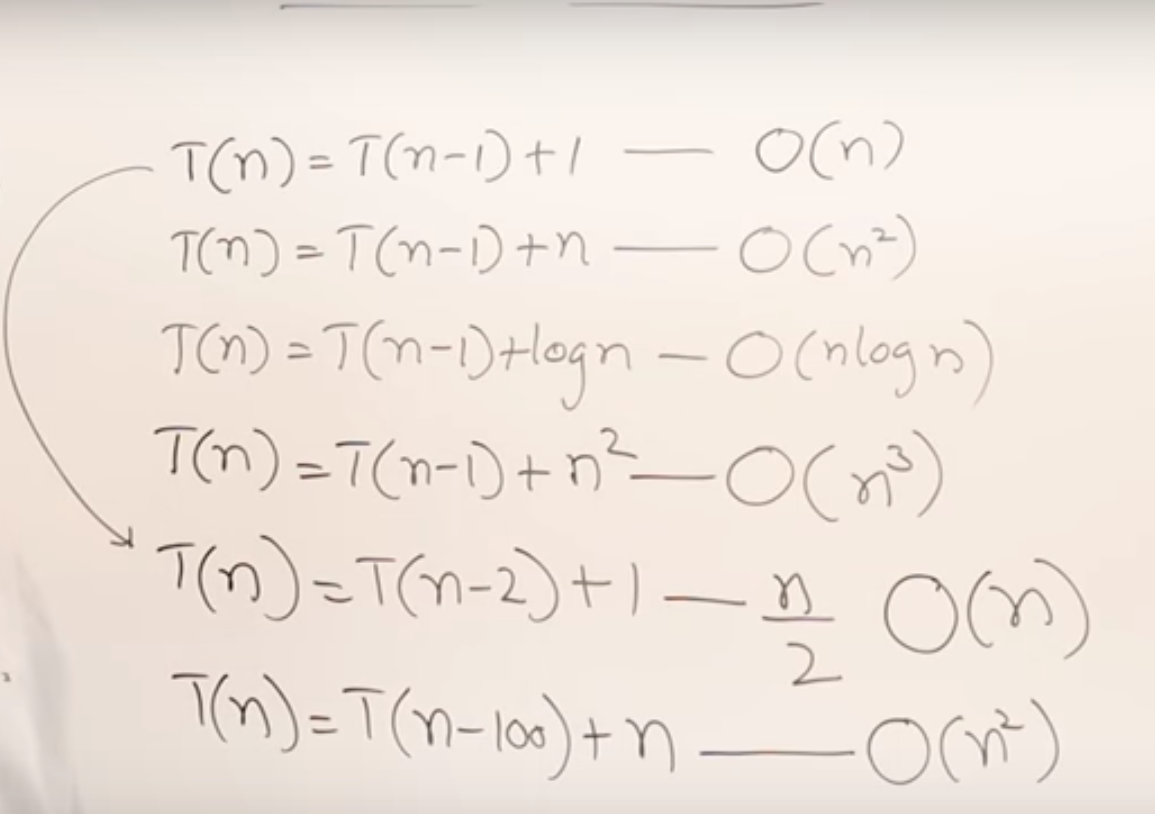 T(n) = T(n-1) + 1 — O(n)
T(n) = T(n-1) + n — O(n²)
T(n) = T(n-1) + log n — O(n log n)
T(n) = T(n-1) + n² — O(n³)
T(n) = T(n-2) + 1 — n/2 O(n)
T(n) = T(n-100) + n — O(n²)